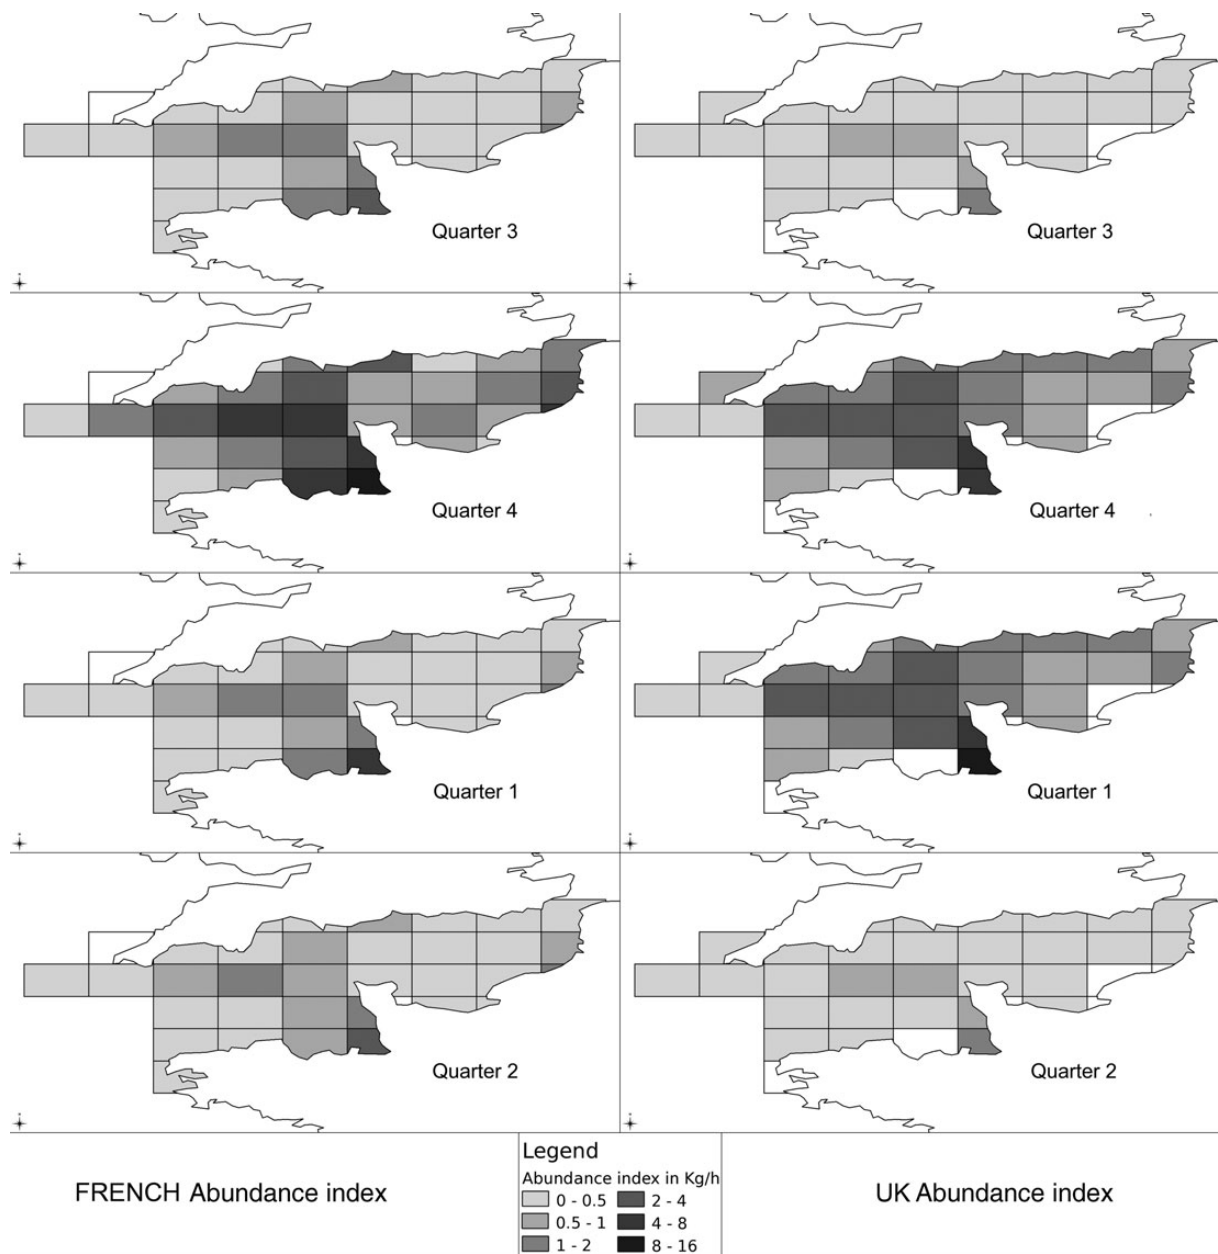 Quarter 3
Quarter 3
Quarter 4
Quarter 4
Quarter 1
Quarter 1
Quarter 2
Quarter 2
FRENCH Abundance index
Legend
Abundance index in Kg/h
0 - 0.5
2 - 4
0.5 - 1
4 - 8
1 - 2
8 - 16
UK Abundance index